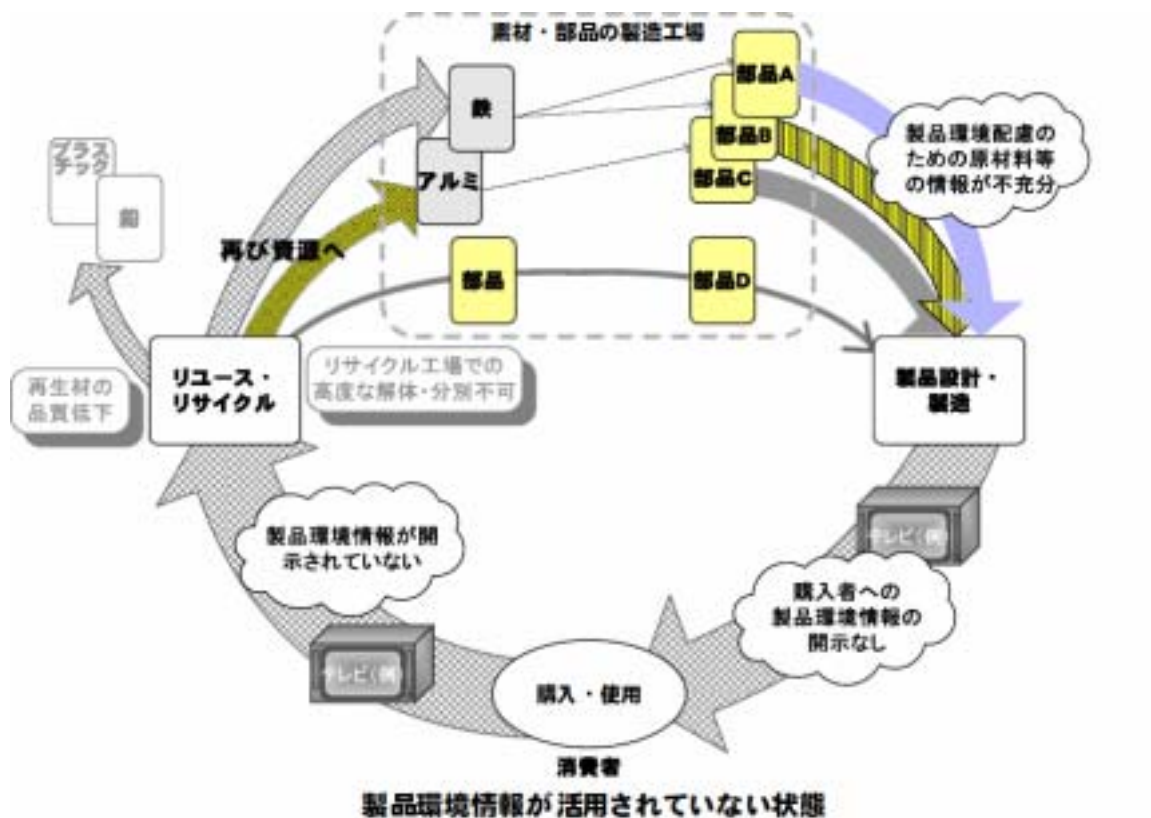 素材・部品の製造工場
鉄
アルミ
部品A
部品B
部品C
製品環境配慮の
ための原材料等
の情報が不充分
プラス
チック
再び資源へ
部品
部品D
リユース・
リサイクル
リサイクル工場での
高度な解体・分別不可
再生材の
品質低下
製品設計・
製造
製品環境情報が開
示されていない
テレビ(例)
購入者への
製品環境情報の
開示なし
テレビ(例)
購入・使用
消費者
製品環境情報が活用されていない状態